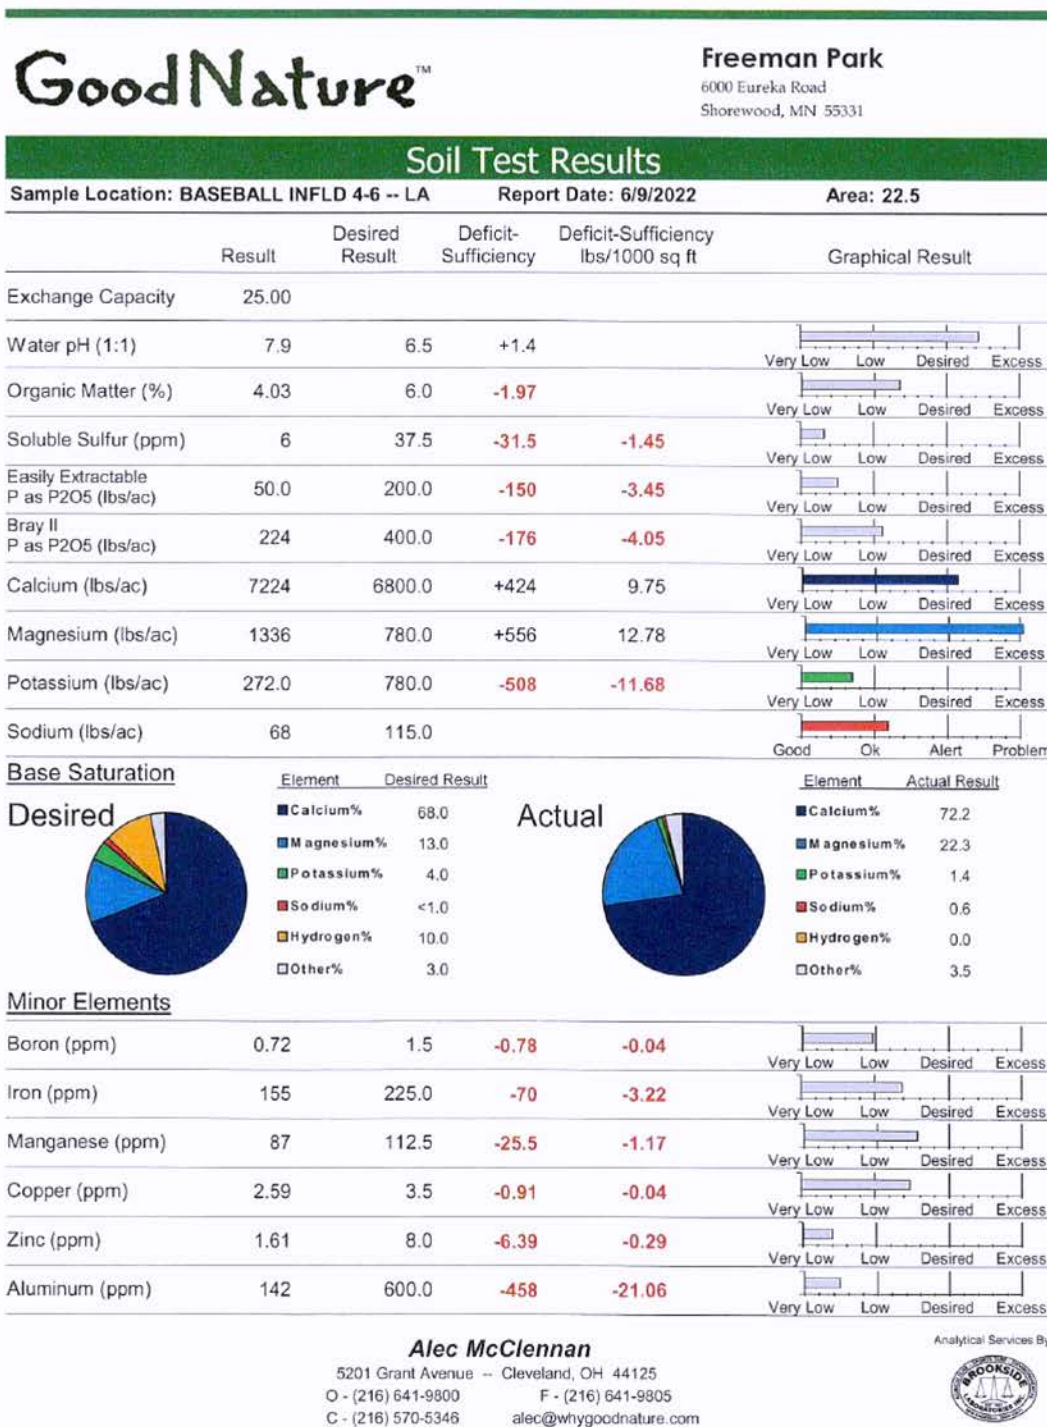 GoodNature™
Freeman Park
6000 Eureka Road
Shorewood, MN 55331
Soil Test Results
Sample Location: BASEBALL INFLD 4-6 -- LA Report Date: 6/9/2022 Area: 22.5
Result Desired Result Deficit-Sufficiency Deficit-Sufficiency lbs/1000 sq ft Graphical Result
Exchange Capacity 25.00
Water pH (1:1) 7.9 6.5 +1.4
Very Low Low Desired Excess
Organic Matter (%) 4.03 6.0 -1.97
Very Low Low Desired Excess
Soluble Sulfur (ppm) 6 37.5 -31.5 -1.45
Very Low Low Desired Excess
Easily Extractable
P as P2O5 (lbs/ac) 50.0 200.0 -150 -3.45
Very Low Low Desired Excess
Bray II
P as P2O5 (lbs/ac) 224 400.0 -176 -4.05
Very Low Low Desired Excess
Calcium (lbs/ac) 7224 6800.0 +424 9.75
Very Low Low Desired Excess
Magnesium (lbs/ac) 1336 780.0 +556 12.78
Very Low Low Desired Excess
Potassium (lbs/ac) 272.0 780.0 -508 -11.68
Very Low Low Desired Excess
Sodium (lbs/ac) 68 115.0
Good Ok Alert Problem
Base Saturation
Desired
Element Desired Result
Calcium% 68.0
Magnesium% 13.0
Potassium% 4.0
Sodium% <1.0
Hydrogen% 10.0
Other% 3.0
Actual
Element Actual Result
Calcium% 72.2
Magnesium% 22.3
Potassium% 1.4
Sodium% 0.6
Hydrogen% 0.0
Other% 3.5
Minor Elements
Boron (ppm) 0.72 1.5 -0.78 -0.04
Very Low Low Desired Excess
Iron (ppm) 155 225.0 -70 -3.22
Very Low Low Desired Excess
Manganese (ppm) 87 112.5 -25.5 -1.17
Very Low Low Desired Excess
Copper (ppm) 2.59 3.5 -0.91 -0.04
Very Low Low Desired Excess
Zinc (ppm) 1.61 8.0 -6.39 -0.29
Very Low Low Desired Excess
Aluminum (ppm) 142 600.0 -458 -21.06
Very Low Low Desired Excess
Alec McClennan
5201 Grant Avenue -- Cleveland, OH 44125
O - (216) 641-9800 F - (216) 641-9805
C - (216) 570-5346 alec@whygoodnature.com
Analytical Services By
BROOKSIDE